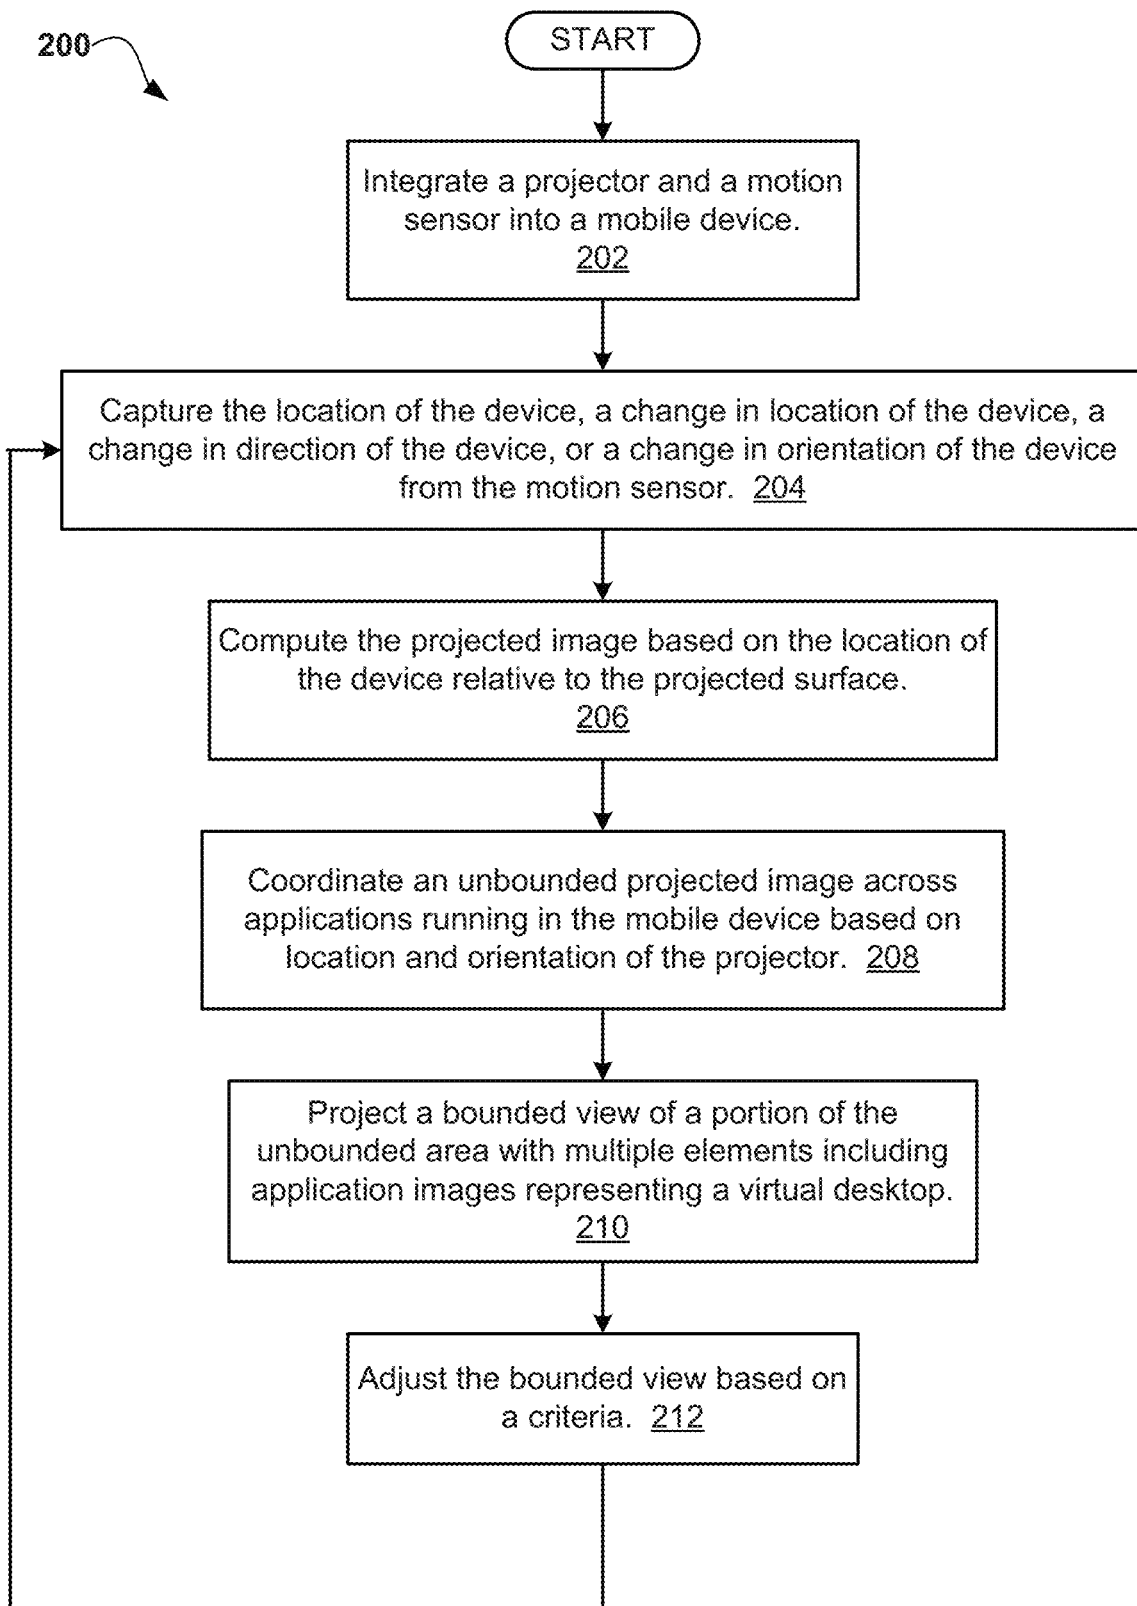 200
START
Integrate a projector and a motion
sensor into a mobile device.
202
Capture the location of the device, a change in location of the device, a
change in direction of the device, or a change in orientation of the device
from the motion sensor. 204
Compute the projected image based on the location of
the device relative to the projected surface.
206
Coordinate an unbounded projected image across
applications running in the mobile device based on
location and orientation of the projector. 208
Project a bounded view of a portion of the
unbounded area with multiple elements including
application images representing a virtual desktop.
210
Adjust the bounded view based on
a criteria. 212